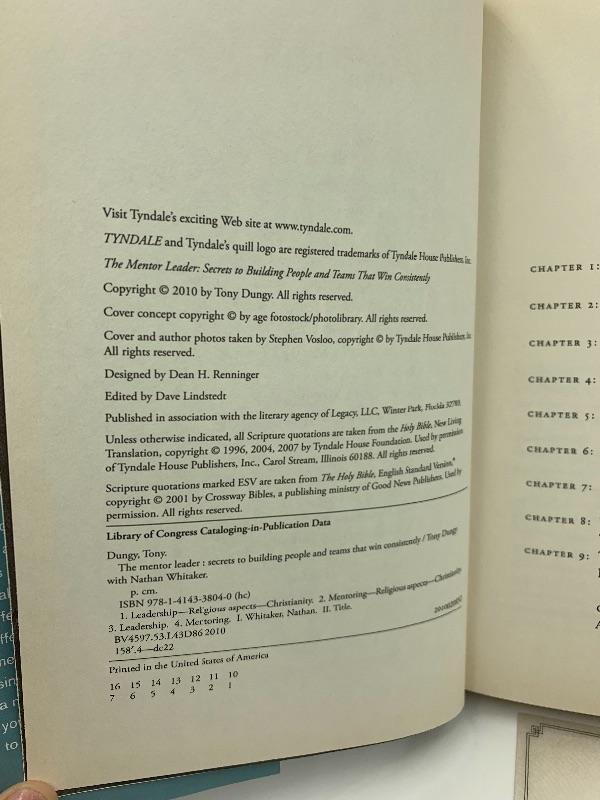 Visit Tyndale's exciting Web site at www.tyndale.com.
TYNDALE and Tyndale's quill logo are registered trademarks of Tyndale House Publishers, Inc.
The Mentor Leader: Secrets to Building People and Teams That Win Consistently
Copyright © 2010 by Tony Dungy. All rights reserved.
Cover concept copyright © by age fotostock/photolibrary. All rights reserved.
Cover and author photos taken by Stephen Vosloo, copyright © by Tyndale House Publishers, Inc.
All rights reserved.
Designed by Dean H. Renninger
Edited by Dave Lindstedt
Published in association with the literary agency of Legacy, LLC, Winter Park, Florida 32789.
Unless otherwise indicated, all Scripture quotations are taken from the Holy Bible, New Living
Translation, copyright © 1996, 2004, 2007 by Tyndale House Foundation. Used by permission
of Tyndale House Publishers, Inc., Carol Stream, Illinois 60188. All rights reserved.
Scripture quotations marked ESV are taken from The Holy Bible, English Standard Version,®
copyright © 2001 by Crossway Bibles, a publishing ministry of Good News Publishers. Used by
permission. All rights reserved.
Library of Congress Cataloging-in-Publication Data
Dungy, Tony.
The mentor leader : secrets to building people and teams that win consistently / Tony Dungy
with Nathan Whitaker.
p. cm.
ISBN 978-1-4143-3804-0 (hc)
1. Leadership—Religious aspects—Christianity. 2. Mentoring—Religious aspects—Christianity
3. Leadership. 4. Mentoring. I. Whitaker, Nathan. II. Title.
BV4597.53.L43D86 2010
158'.4—dc22
Printed in the United States of America
16 15 14 13 12 11 10
7 6 5 4 3 2 1
CHAPTER 1:
CHAPTER 2:
CHAPTER 3:
CHAPTER 4:
CHAPTER 5:
CHAPTER 6:
CHAPTER 7:
CHAPTER 8:
CHAPTER 9: